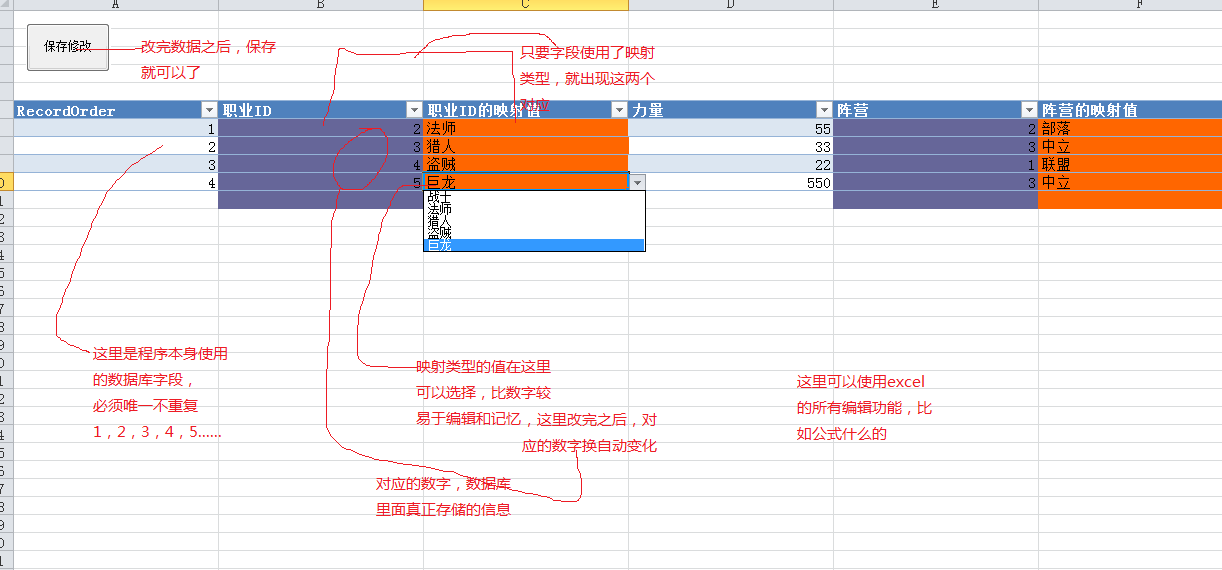 A B C D E F
保存修改
改完数据之后，保存
就可以了
只要字段使用了映射
类型，就出现这两个
对应
RecordOrder 职业ID 职业ID的映射值 力量 阵营 阵营的映射值
1 2 法师 55 2 部落
2 3 猎人 33 3 中立
3 4 盗贼 22 1 联盟
4 5 巨龙 550 3 中立
战士
法师
猎人
盗贼
巨龙
这里是程序本身使用
的数据库字段，
必须唯一不重复
1，2，3，4，5......
映射类型的值在这里
可以选择，比数字较
易于编辑和记忆，这里改完之后，对
应的数字换自动变化
这里可以使用excel
的所有编辑功能，比
如公式什么的
对应的数字，数据库
里面真正存储的信息